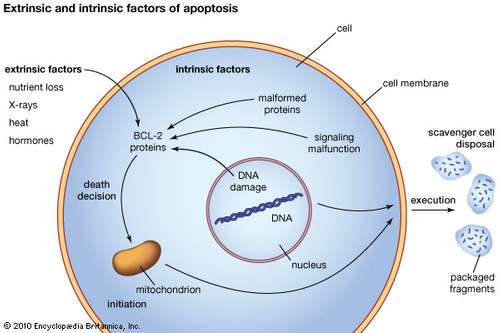 Extrinsic and intrinsic factors of apoptosis
cell
cell membrane
extrinsic factors
nutrient loss
X-rays
heat
hormones
intrinsic factors
malformed
proteins
BCL-2
proteins
signaling
malfunction
scavenger cell
disposal
death
decision
DNA
damage
DNA
execution
nucleus
mitochondrion
initiation
packaged
fragments
© 2010 Encyclopædia Britannica, Inc.